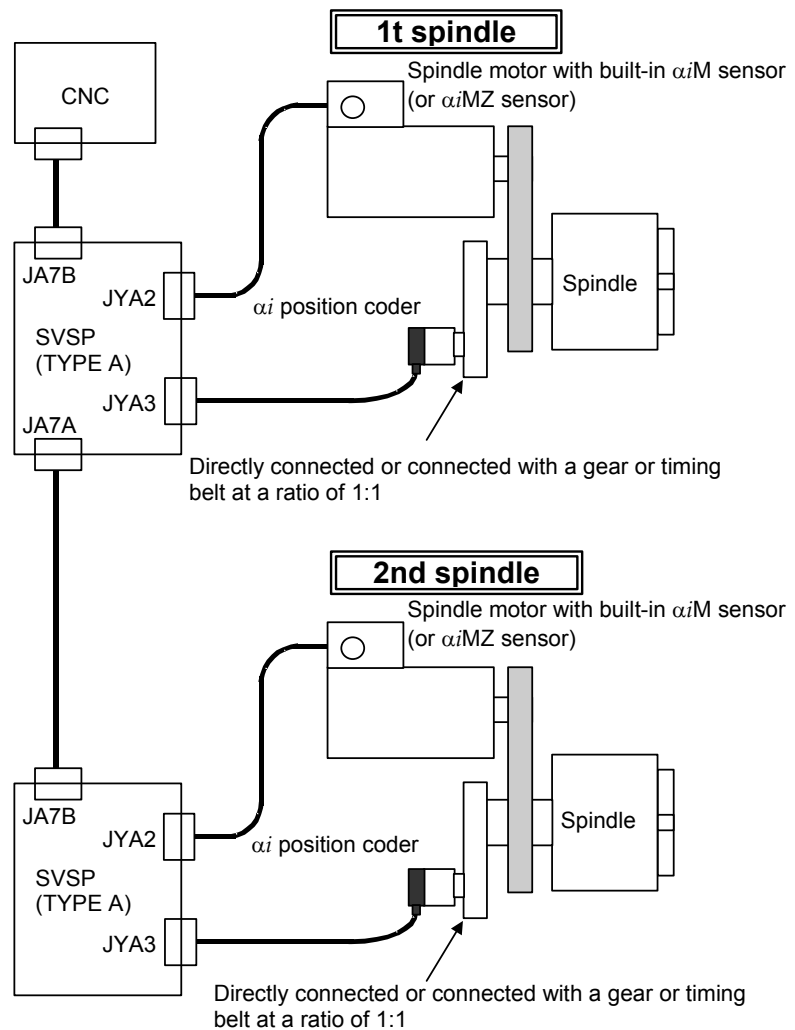 1t spindle
Spindle motor with built-in αiM sensor
(or αiMZ sensor)
CNC
JA7B
JYA2
αi position coder
Spindle
SVSP
(TYPE A)
JYA3
JA7A
Directly connected or connected with a gear or timing
belt at a ratio of 1:1
2nd spindle
Spindle motor with built-in αiM sensor
(or αiMZ sensor)
JA7B
JYA2
αi position coder
Spindle
SVSP
(TYPE A)
JYA3
Directly connected or connected with a gear or timing
belt at a ratio of 1:1